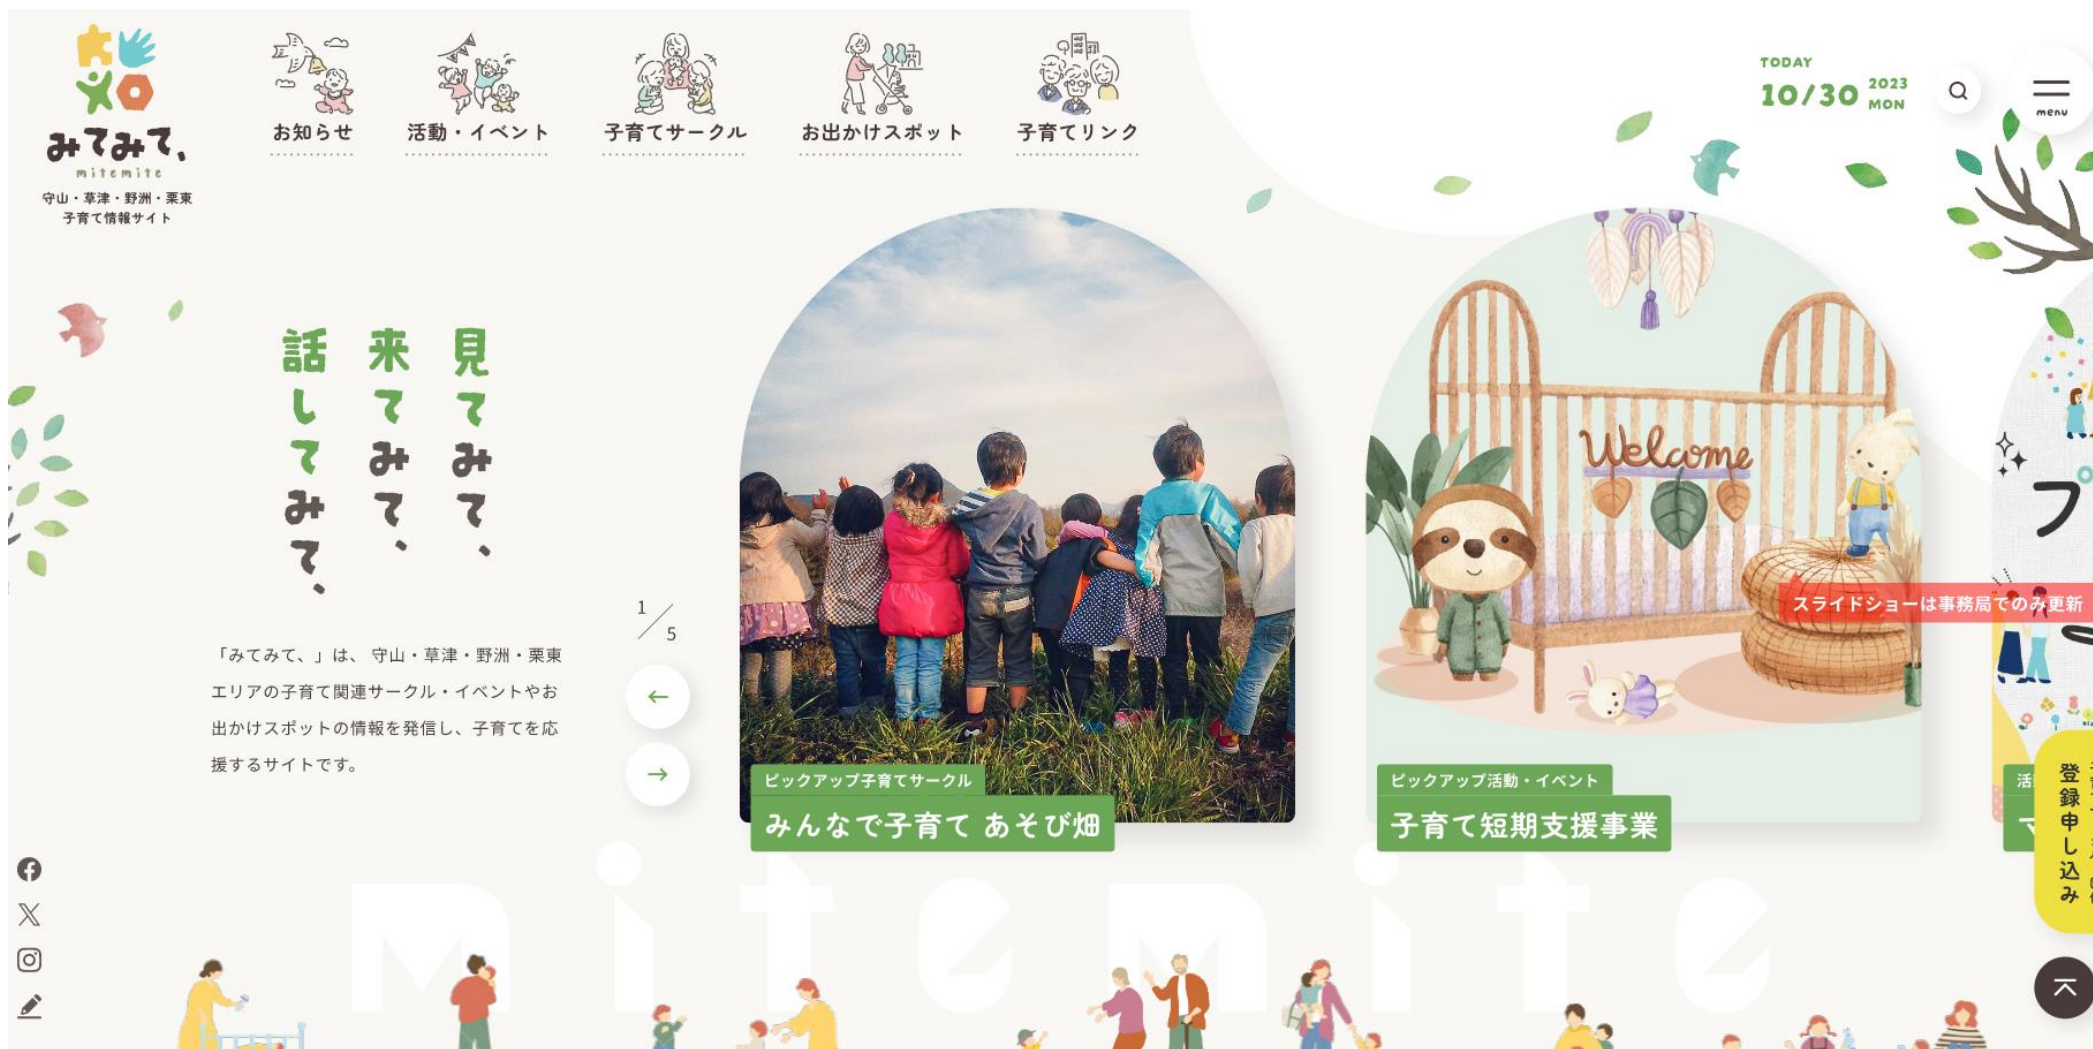 みてみて、
mitemite
守山・草津・野洲・栗東
子育て情報サイト
お知らせ
活動・イベント
子育てサークル
お出かけスポット
子育てリンク
TODAY
10/30 2023 MON
menu
見てみて、
来てみて、
話してみて、
「みてみて、」は、 守山・草津・野洲・栗東
エリアの子育て関連サークル・イベントやお
出かけスポットの情報を発信し、子育てを応
援するサイトです。
1/5
ピックアップ子育てサークル
みんなで子育て あそび畑
Welcome
ピックアップ活動・イベント
子育て短期支援事業
スライドショーは事務局でのみ更新
フ
活
登録申し込み
mitemite